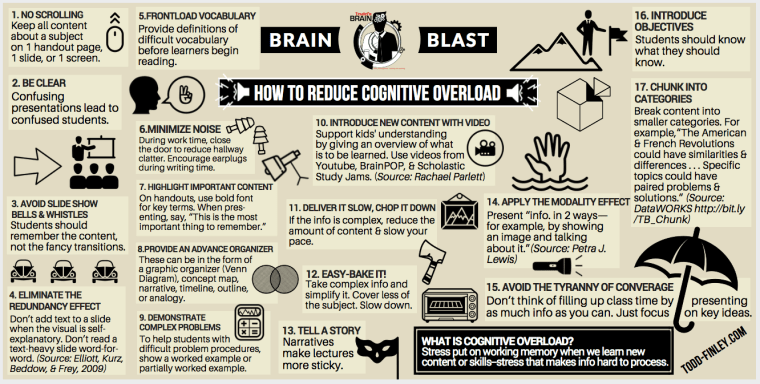 1. NO SCROLLING
Keep all content
about a subject
on 1 handout page,
1 slide, or 1 screen.
2. BE CLEAR
Confusing
presentations lead to
confused students.
3. AVOID SLIDE SHOW
BELLS & WHISTLES
Students should
remember the content,
not the fancy transitions.
4. ELIMINATE THE
REDUNDANCY EFFECT
Don't add text to a slide
when the visual is self-
explanatory. Don't read a
text-heavy slide word-for-
word. (Source: Elliott, Kurz,
Beddow, & Frey, 2009)
5.FRONTLOAD VOCABULARY
Provide definitions of
difficult vocabulary
before learners begin
reading.
BRAIN
Todd's
BRAIN
BLAST
HOW TO REDUCE COGNITIVE OVERLOAD
6.MINIMIZE NOISE
During work time, close
the door to reduce hallway
clatter. Encourage earplugs
during writing time.
7. HIGHLIGHT IMPORTANT CONTENT
On handouts, use bold font
for key terms. When pres-
enting, say, "This is the most
important thing to remember."
8.PROVIDE AN ADVANCE ORGANIZER
These can be in the form of
a graphic organizer (Venn
Diagram), concept map,
narrative, timeline, outline,
or analogy.
9. DEMONSTRATE
COMPLEX PROBLEMS
To help students with
difficult problem procedures,
show a worked example or
partially worked example.
10. INTRODUCE NEW CONTENT WITH VIDEO
Support kids' understanding
by giving an overview of what
is to be learned. Use videos from
Youtube, BrainPOP, & Scholastic
Study Jams. (Source: Rachael Parlett)
11. DELIVER IT SLOW, CHOP IT DOWN
If the info is complex, reduce the
amount of content & slow your
pace.
12. EASY-BAKE IT!
Take complex info and
simplify it. Cover less of
the subject. Slow down.
13. TELL A STORY
Narratives
make lectures
more sticky.
14. APPLY THE MODALITY EFFECT
Present "info. in 2 ways—
for example, by showing
an image and talking
about it." (Source: Petra J.
Lewis)
15. AVOID THE TYRANNY OF CONVERAGE
Don't think of filling up class time by presenting
as much info as you can. Just focus on key ideas.
16. INTRODUCE
OBJECTIVES
Students should know
what they should
know.
17. CHUNK INTO
CATEGORIES
Break content into
smaller categories. For
example, "The American
& French Revolutions
could have similarities &
differences . . . Specific
topics could have
paired problems &
solutions." (Source:
DataWORKS http://bit.ly
/TB_Chunk)
WHAT IS COGNITIVE OVERLOAD?
Stress put on working memory when we learn new
content or skills–stress that makes info hard to process.
TODD-FINLEY.COM